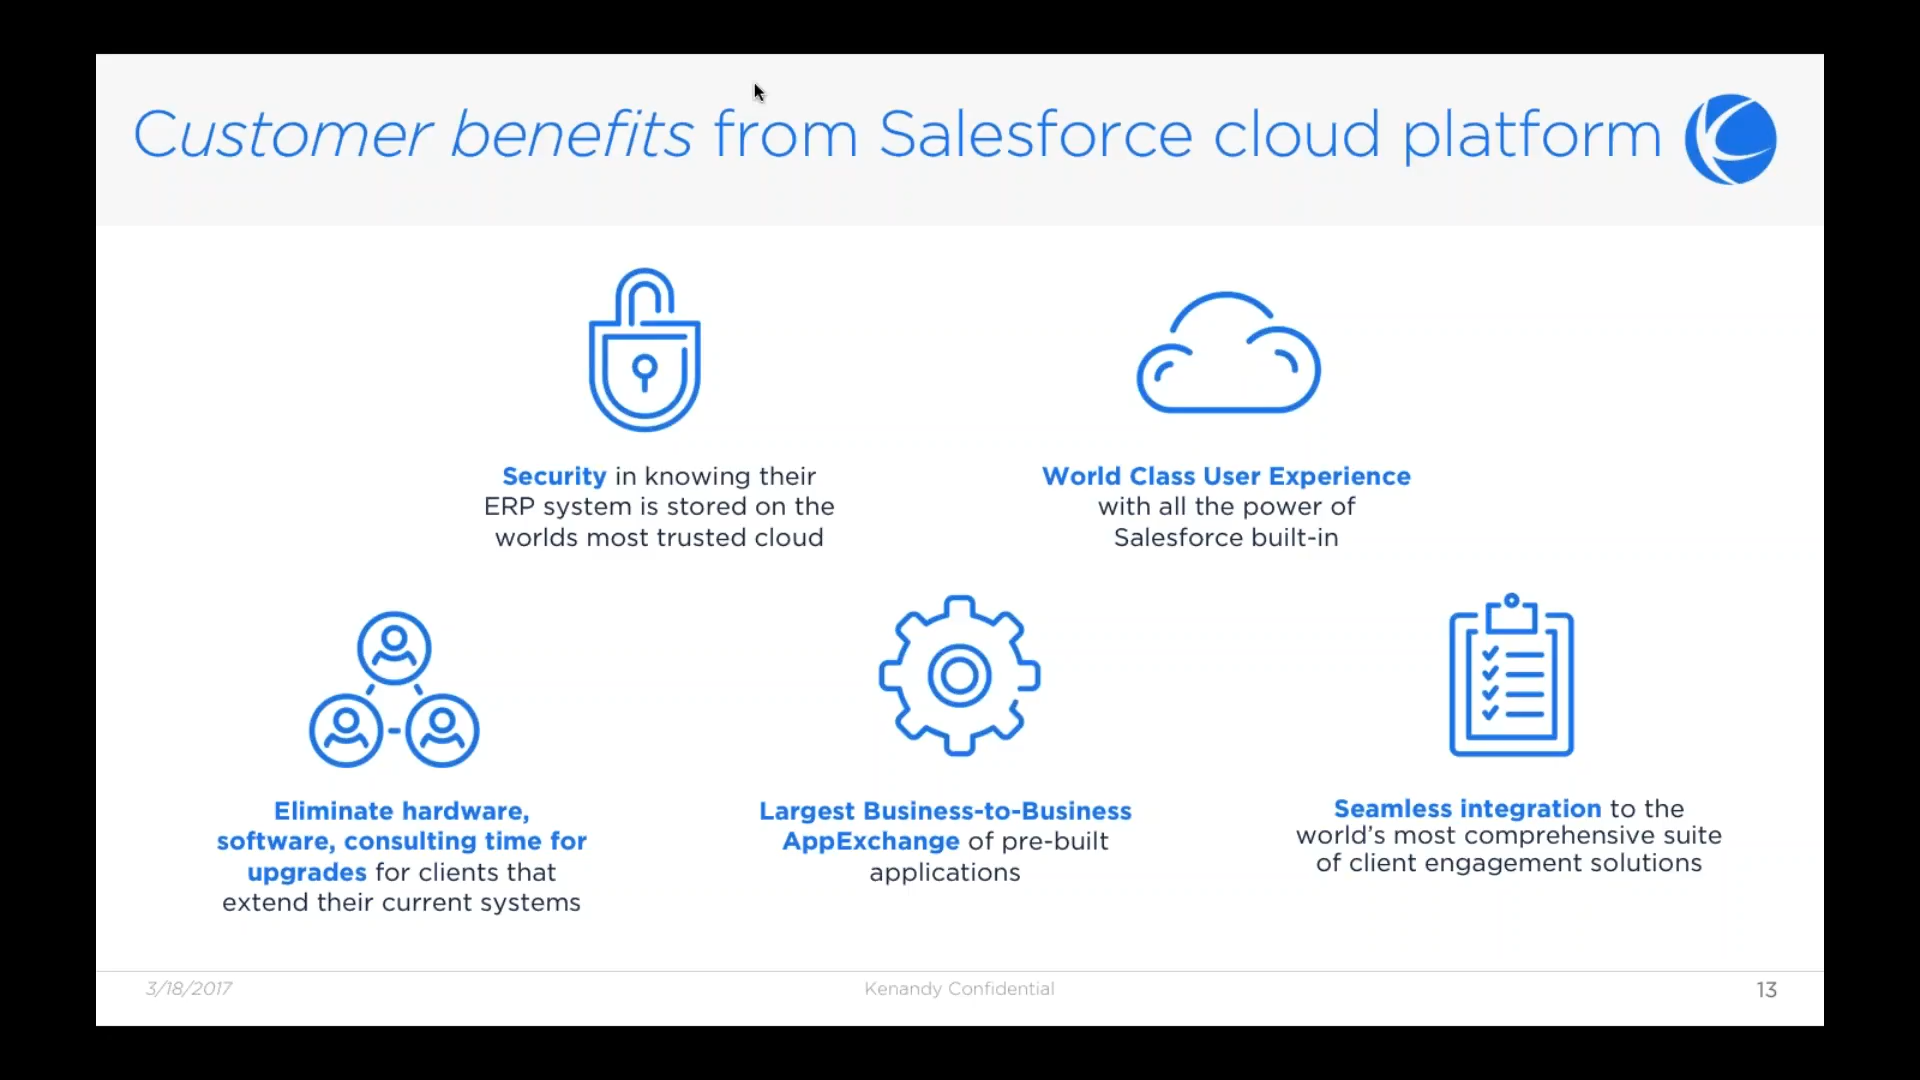 Customer benefits from Salesforce cloud platform
Security in knowing their
ERP system is stored on the
worlds most trusted cloud
World Class User Experience
with all the power of
Salesforce built-in
Eliminate hardware,
software, consulting time for
upgrades for clients that
extend their current systems
Largest Business-to-Business
AppExchange of pre-built
applications
Seamless integration to the
world’s most comprehensive suite
of client engagement solutions
3/18/2017
Kenandy Confidential
13